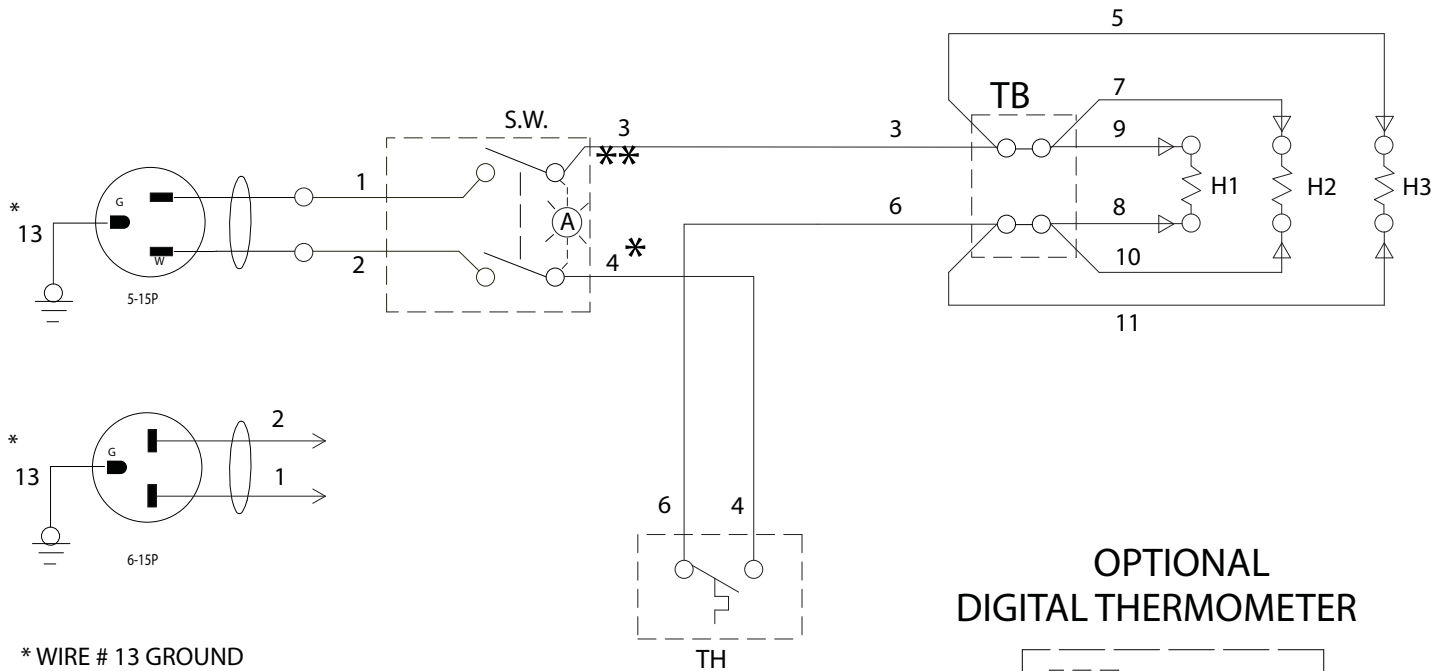 5
TB
7
S.W.
3
**
3
9
H1
H2
H3
1
G
*
13
W
5-15P
A
2
4 *
6
8
10
11
2
*
13
G
1
6-15P
6
4
OPTIONAL
DIGITAL THERMOMETER
* WIRE # 13 GROUND
TH